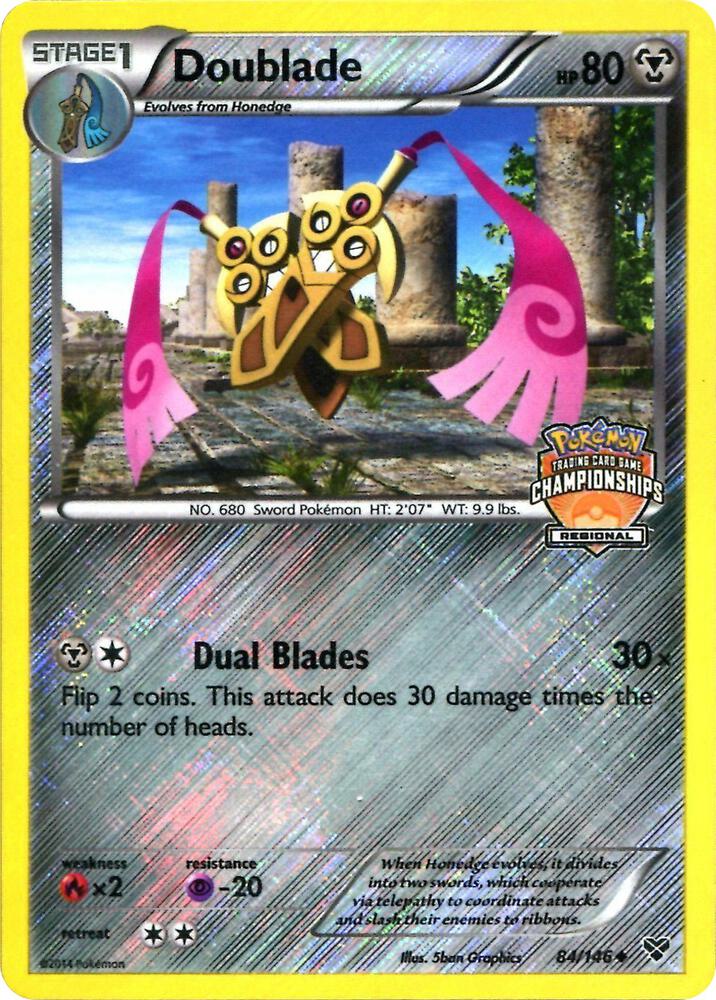 STAGE1
Doublade
HP80
Evolves from Honedge
POKéMON
TRADING CARD GAME
CHAMPIONSHIPS
REGIONAL
NO. 680 Sword Pokémon HT: 2'07" WT: 9.9 lbs.
Dual Blades 30×
Flip 2 coins. This attack does 30 damage times the
number of heads.
weakness
×2
resistance
-20
When Honedge evolves, it divides
into two swords, which cooperate
via telepathy to coordinate attacks
and slash their enemies to ribbons.
retreat
©2014 Pokémon
Illus. 5ban Graphics
84/146
XY